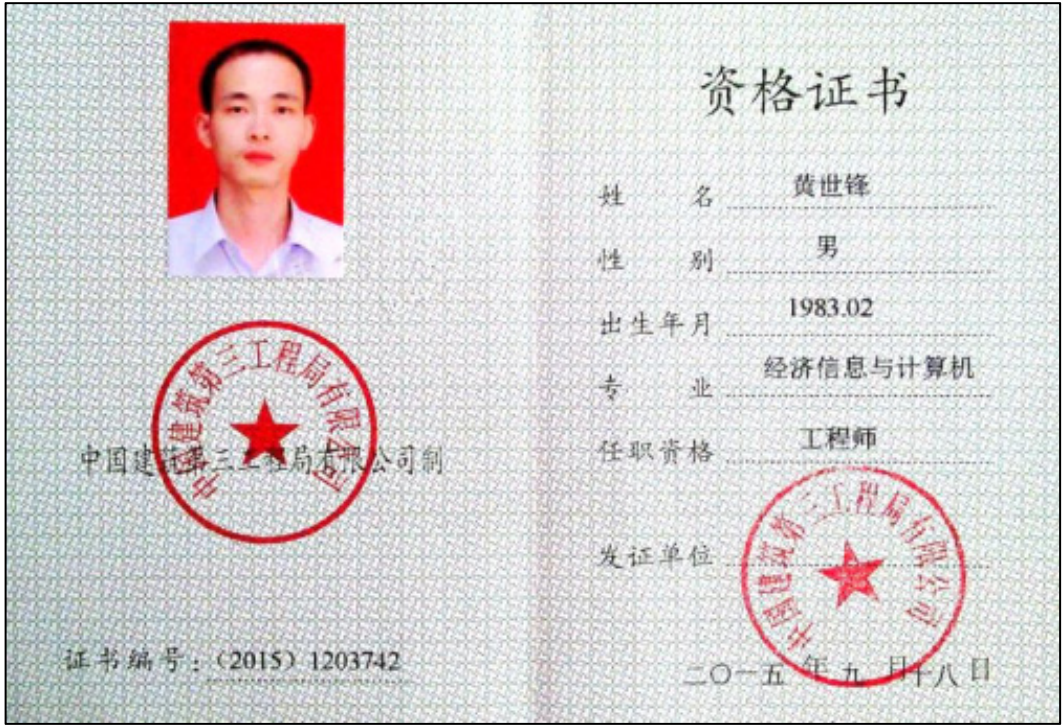 中国建筑第三工程局有限公司
中国建筑第三工程局有限公司制
证书编号：（2015）1203742
资格证书
姓 名 黄世锋
性 别 男
出生年月 1983.02
专 业 经济信息与计算机
任职资格 工程师
发证单位
中国建筑第三工程局有限公司
二〇一五 年 九 月十八 日